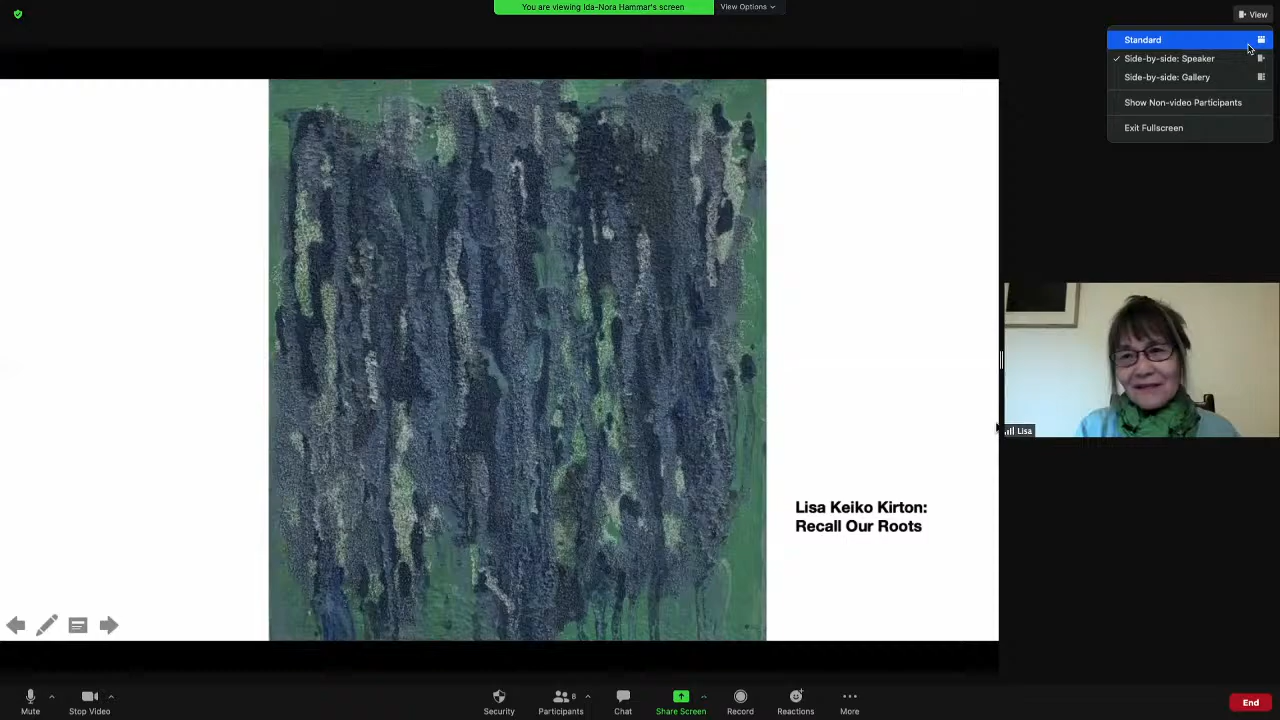 You are viewing Ida-Nora Hammar's screen
View Options
View
Standard
Side-by-side: Speaker
Side-by-side: Gallery
Show Non-video Participants
Exit Fullscreen
Lisa
Lisa Keiko Kirton:
Recall Our Roots
Mute
Stop Video
Security
Participants
8
Chat
Share Screen
Record
Reactions
More
End